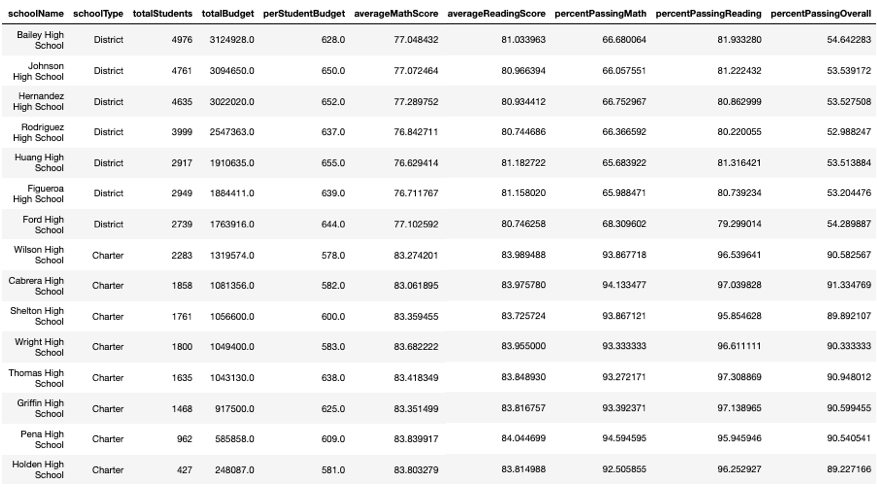 schoolName schoolType totalStudents totalBudget perStudentBudget averageMathScore averageReadingScore percentPassingMath percentPassingReading percentPassingOverall
Bailey High School District 4976 3124928.0 628.0 77.048432 81.033963 66.680064 81.933280 54.642283
Johnson High School District 4761 3094650.0 650.0 77.072464 80.966394 66.057551 81.222432 53.539172
Hernandez High School District 4635 3022020.0 652.0 77.289752 80.934412 66.752967 80.862999 53.527508
Rodriguez High School District 3999 2547363.0 637.0 76.842711 80.744686 66.366592 80.220055 52.988247
Huang High School District 2917 1910635.0 655.0 76.629414 81.182722 65.683922 81.316421 53.513884
Figueroa High School District 2949 1884411.0 639.0 76.711767 81.158020 65.988471 80.739234 53.204476
Ford High School District 2739 1763916.0 644.0 77.102592 80.746258 68.309602 79.299014 54.289887
Wilson High School Charter 2283 1319574.0 578.0 83.274201 83.989488 93.867718 96.539641 90.582567
Cabrera High School Charter 1858 1081356.0 582.0 83.061895 83.975780 94.133477 97.039828 91.334769
Shelton High School Charter 1761 1056600.0 600.0 83.359455 83.725724 93.867121 95.854628 89.892107
Wright High School Charter 1800 1049400.0 583.0 83.682222 83.955000 93.333333 96.611111 90.333333
Thomas High School Charter 1635 1043130.0 638.0 83.418349 83.848930 93.272171 97.308869 90.948012
Griffin High School Charter 1468 917500.0 625.0 83.351499 83.816757 93.392371 97.138965 90.599455
Pena High School Charter 962 585858.0 609.0 83.839917 84.044699 94.594595 95.945946 90.540541
Holden High School Charter 427 248087.0 581.0 83.803279 83.814988 92.505855 96.252927 89.227166